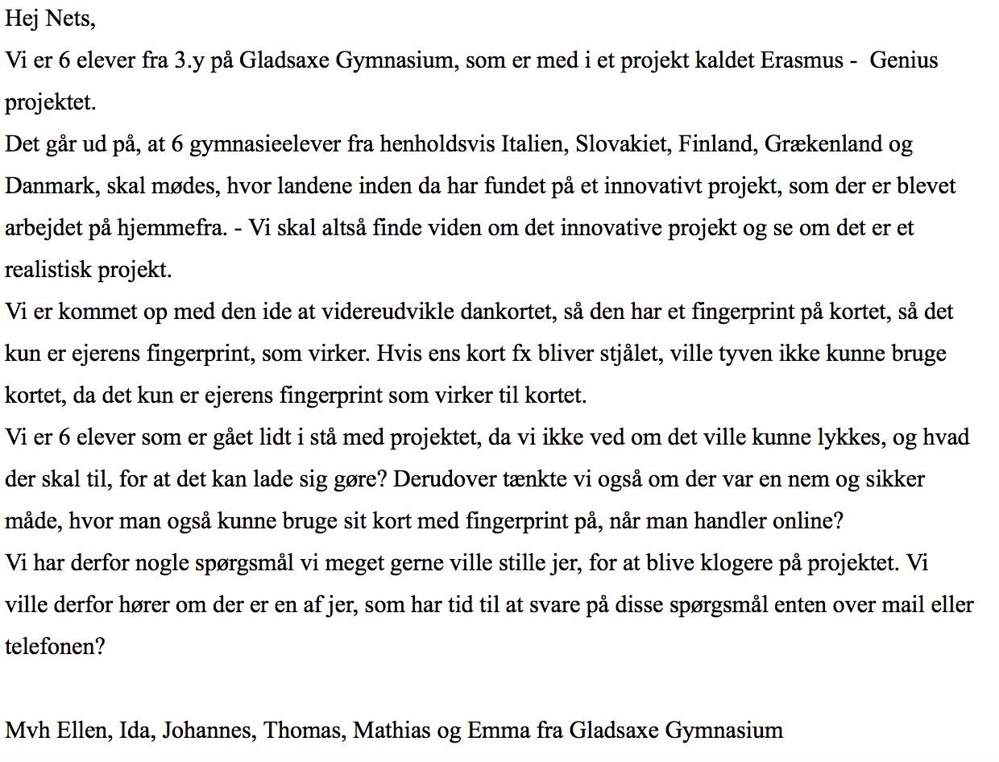 Hej Nets,
Vi er 6 elever fra 3.y på Gladsaxe Gymnasium, som er med i et projekt kaldet Erasmus -  Genius
projektet.
Det går ud på, at 6 gymnasieelever fra henholdsvis Italien, Slovakiet, Finland, Grækenland og
Danmark, skal mødes, hvor landene inden da har fundet på et innovativt projekt, som der er blevet
arbejdet på hjemmefra. - Vi skal altså finde viden om det innovative projekt og se om det er et
realistisk projekt.
Vi er kommet op med den ide at videreudvikle dankortet, så den har et fingerprint på kortet, så det
kun er ejerens fingerprint, som virker. Hvis ens kort fx bliver stjålet, ville tyven ikke kunne bruge
kortet, da det kun er ejerens fingerprint som virker til kortet.
Vi er 6 elever som er gået lidt i stå med projektet, da vi ikke ved om det ville kunne lykkes, og hvad
der skal til, for at det kan lade sig gøre? Derudover tænkte vi også om der var en nem og sikker
måde, hvor man også kunne bruge sit kort med fingerprint på, når man handler online?
Vi har derfor nogle spørgsmål vi meget gerne ville stille jer, for at blive klogere på projektet. Vi
ville derfor hører om der er en af jer, som har tid til at svare på disse spørgsmål enten over mail eller
telefonen?
Mvh Ellen, Ida, Johannes, Thomas, Mathias og Emma fra Gladsaxe Gymnasium